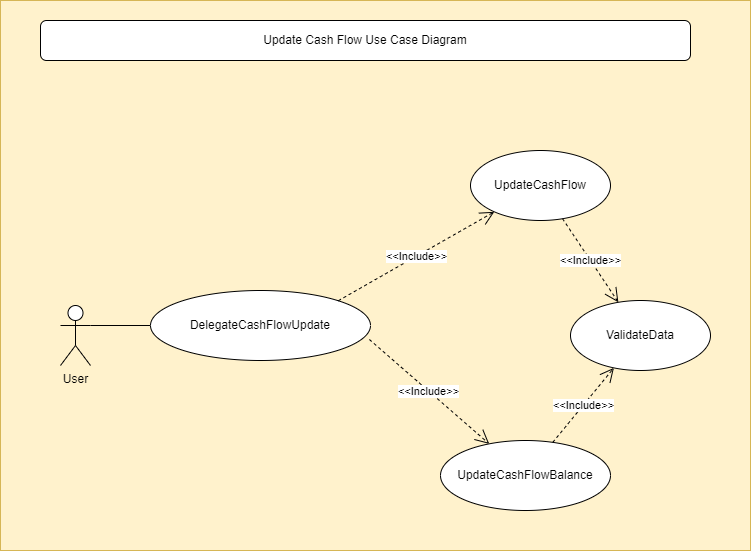 Update Cash Flow Use Case Diagram
UpdateCashFlow
<<Include>>
<<Include>>
DelegateCashFlowUpdate
ValidateData
User
<<Include>>
<<Include>>
UpdateCashFlowBalance